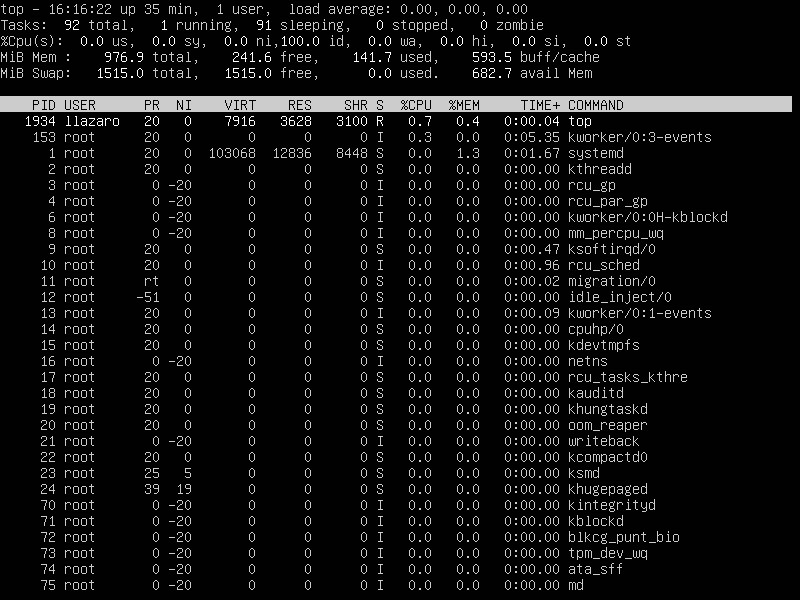 top - 16:16:22 up 35 min,  1 user,  load average: 0.00, 0.00, 0.00
Tasks:  92 total,   1 running,  91 sleeping,   0 stopped,   0 zombie
%Cpu(s):  0.0 us,  0.0 sy,  0.0 ni,100.0 id,  0.0 wa,  0.0 hi,  0.0 si,  0.0 st
MiB Mem :    976.9 total,    241.6 free,    141.7 used,    593.5 buff/cache
MiB Swap:   1515.0 total,   1515.0 free,      0.0 used.    682.7 avail Mem
    PID USER      PR  NI    VIRT    RES    SHR S  %CPU  %MEM     TIME+ COMMAND
   1934 llazaro   20   0    7916   3628   3100 R   0.7   0.4   0:00.04 top
    153 root      20   0       0      0      0 I   0.3   0.0   0:05.35 kworker/0:3-events
      1 root      20   0  103068  12836   8448 S   0.0   1.3   0:01.67 systemd
      2 root      20   0       0      0      0 S   0.0   0.0   0:00.00 kthreadd
      3 root       0 -20       0      0      0 I   0.0   0.0   0:00.00 rcu_gp
      4 root       0 -20       0      0      0 I   0.0   0.0   0:00.00 rcu_par_gp
      6 root       0 -20       0      0      0 I   0.0   0.0   0:00.00 kworker/0:0H-kblockd
      8 root       0 -20       0      0      0 I   0.0   0.0   0:00.00 mm_percpu_wq
      9 root      20   0       0      0      0 S   0.0   0.0   0:00.47 ksoftirqd/0
     10 root      20   0       0      0      0 I   0.0   0.0   0:00.96 rcu_sched
     11 root      rt   0       0      0      0 S   0.0   0.0   0:00.02 migration/0
     12 root     -51   0       0      0      0 S   0.0   0.0   0:00.00 idle_inject/0
     13 root      20   0       0      0      0 I   0.0   0.0   0:00.09 kworker/0:1-events
     14 root      20   0       0      0      0 S   0.0   0.0   0:00.00 cpuhp/0
     15 root      20   0       0      0      0 S   0.0   0.0   0:00.00 kdevtmpfs
     16 root       0 -20       0      0      0 I   0.0   0.0   0:00.00 netns
     17 root      20   0       0      0      0 S   0.0   0.0   0:00.00 rcu_tasks_kthre
     18 root      20   0       0      0      0 S   0.0   0.0   0:00.00 kauditd
     19 root      20   0       0      0      0 S   0.0   0.0   0:00.00 khungtaskd
     20 root      20   0       0      0      0 S   0.0   0.0   0:00.00 oom_reaper
     21 root       0 -20       0      0      0 I   0.0   0.0   0:00.00 writeback
     22 root      20   0       0      0      0 S   0.0   0.0   0:00.00 kcompactd0
     23 root      25   5       0      0      0 S   0.0   0.0   0:00.00 ksmd
     24 root      39  19       0      0      0 S   0.0   0.0   0:00.00 khugepaged
     70 root       0 -20       0      0      0 I   0.0   0.0   0:00.00 kintegrityd
     71 root       0 -20       0      0      0 I   0.0   0.0   0:00.00 kblockd
     72 root       0 -20       0      0      0 I   0.0   0.0   0:00.00 blkcg_punt_bio
     73 root       0 -20       0      0      0 I   0.0   0.0   0:00.00 tpm_dev_wq
     74 root       0 -20       0      0      0 I   0.0   0.0   0:00.00 ata_sff
     75 root       0 -20       0      0      0 I   0.0   0.0   0:00.00 md